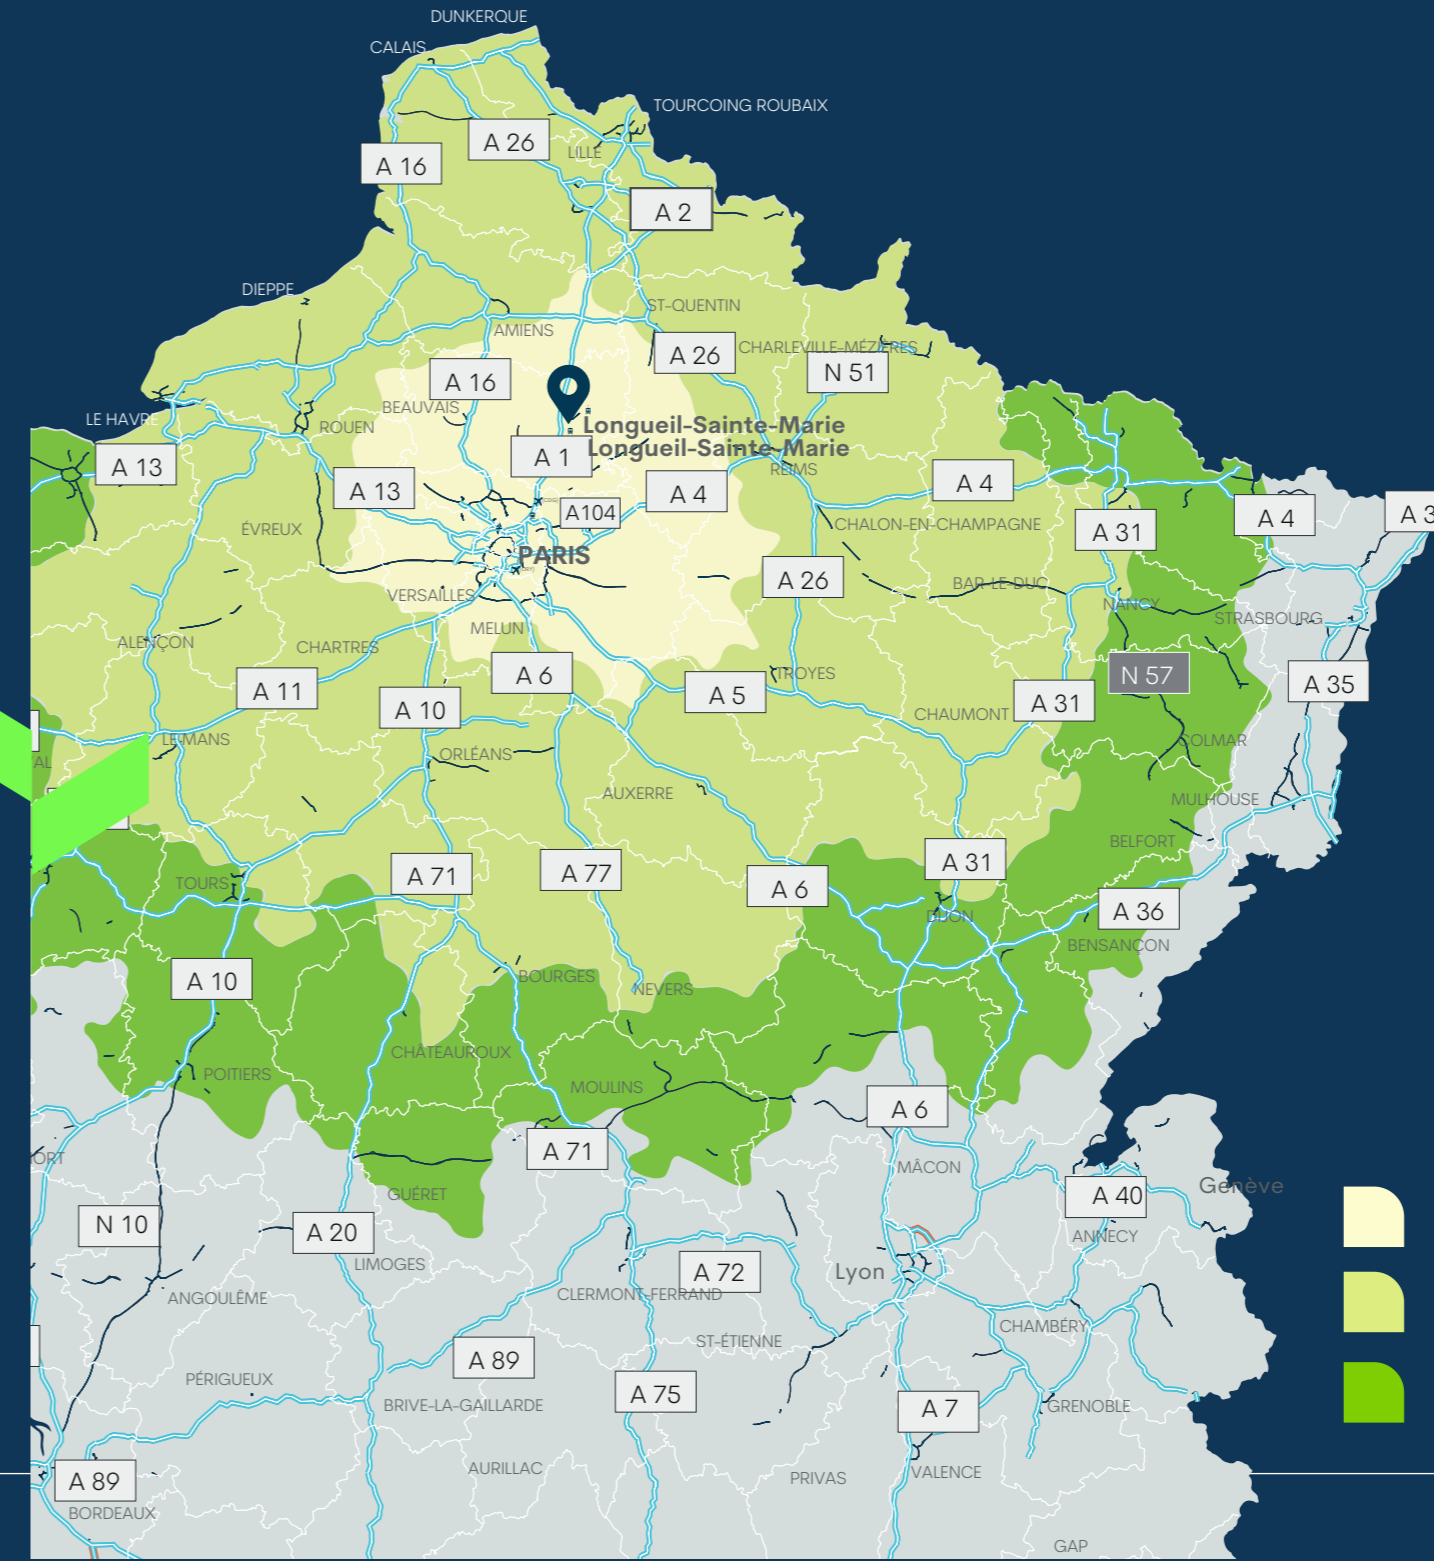 DUNKERQUE
CALAIS
TOURCOING ROUBAIX
A 26
LILLE
A 16
A 2
DIEPPE
ST-QUENTIN
AMIENS
A 26
CHARLEVILLE-MÉZIÈRES
A 16
N 51
BEAUVAIS
LE HAVRE
ROUEN
Longueil-Sainte-Marie
Longueil-Sainte-Marie
A 13
A 1
REIMS
A 13
A 4
A 4
A104
A 4
A 3
ÉVREUX
CHALON-EN-CHAMPAGNE
A 31
PARIS
A 26
BAR-LE-DUC
VERSAILLES
NANCY
STRASBOURG
MELUN
ALENÇON
CHARTRES
A 6
TROYES
N 57
A 35
A 11
A 5
A 31
A 10
CHAUMONT
LE MANS
COLMAR
ORLÉANS
AL
AUXERRE
MULHOUSE
BELFORT
A 31
A 71
A 77
TOURS
A 6
A 36
DIJON
BENSANÇON
A 10
BOURGES
NEVERS
CHÂTEAUROUX
POITIERS
MOULINS
A 6
A 71
ORT
MÂCON
GUÉRET
A 40
Genève
N 10
A 20
ANNECY
LIMOGES
A 72
Lyon
ANGOULÊME
CLERMONT-FERRAND
CHAMBÉRY
ST-ÉTIENNE
A 89
PÉRIGUEUX
A 75
BRIVE-LA-GAILLARDE
A 7
GRENOBLE
AURILLAC
PRIVAS
VALENCE
A 89
BORDEAUX
GAP